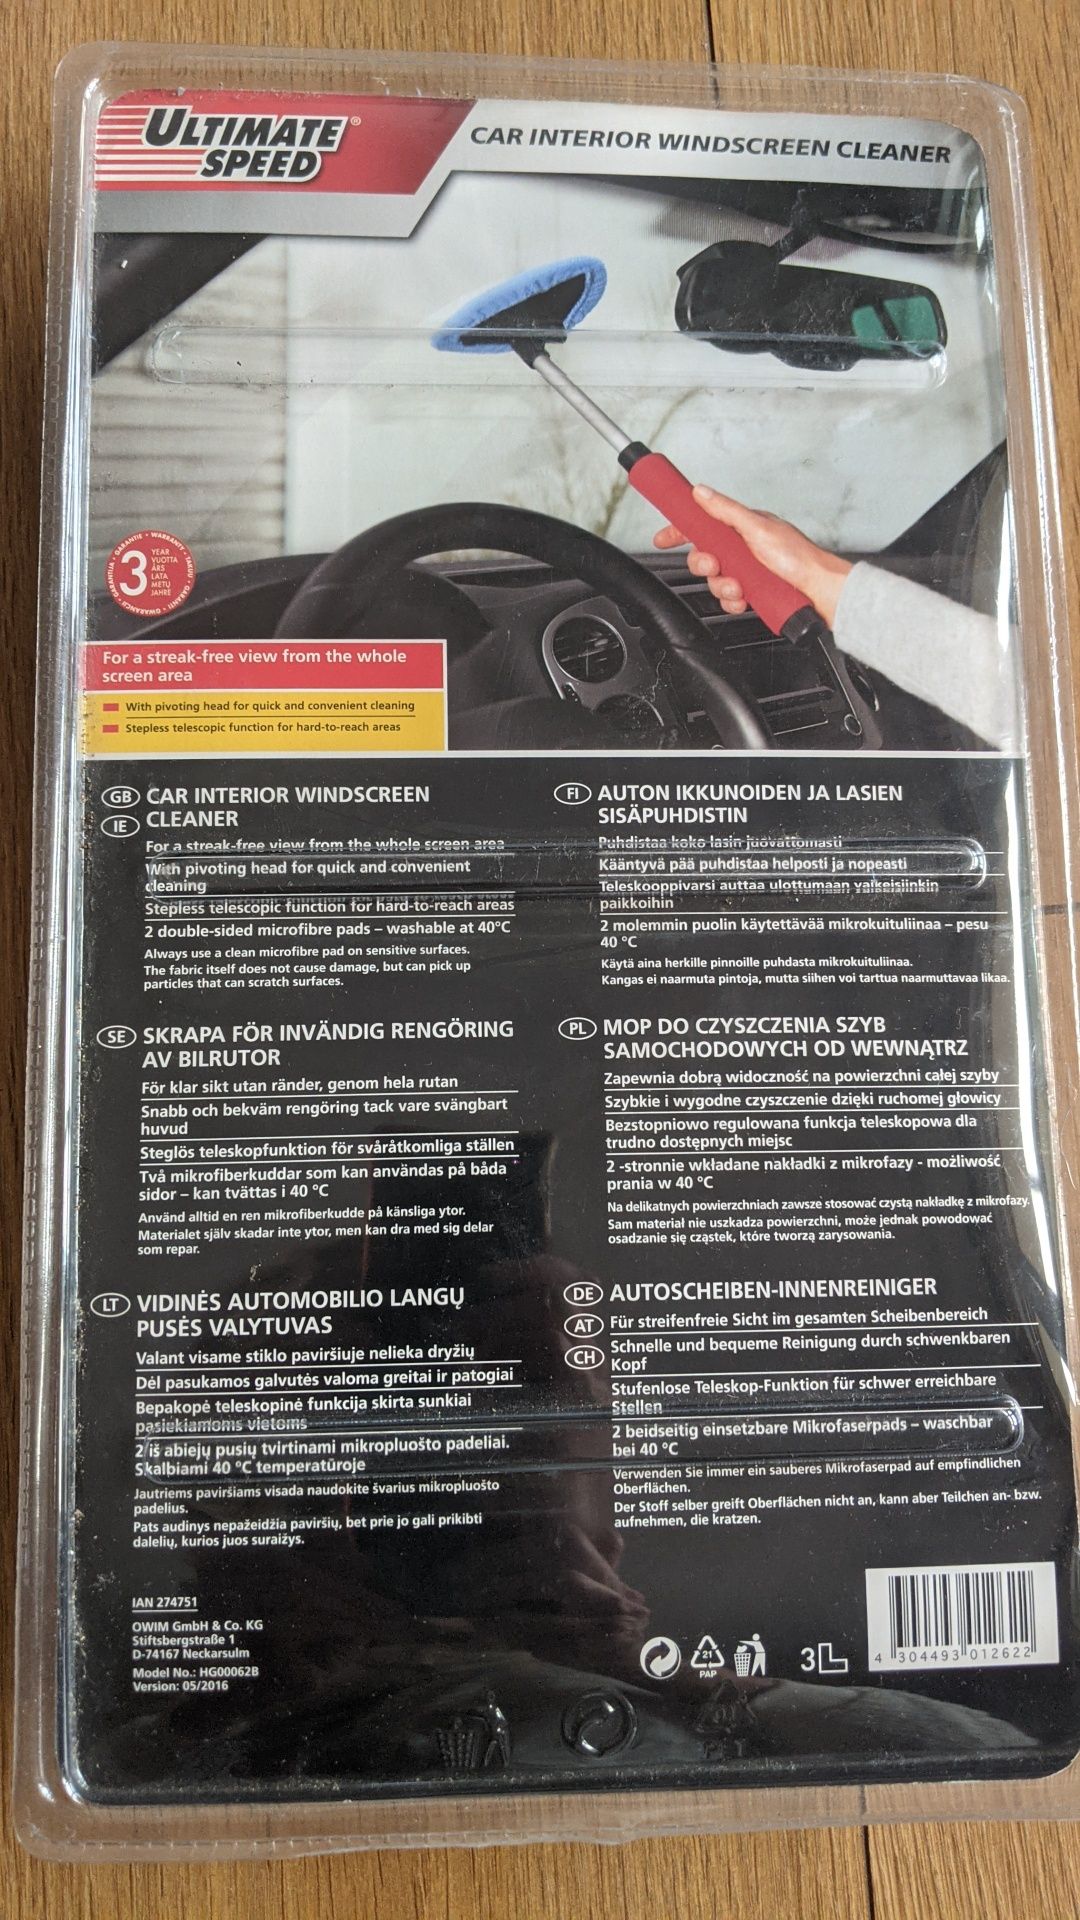 ULTIMATE SPEED®
CAR INTERIOR WINDSCREEN CLEANER
GARANTIE • WARRANTY • TAKUU • GARANTI • GWARANCJI • GARANTIJA
3
YEAR
VUOTTA
ÅRS
LATA
METŲ
JAHRE
For a streak-free view from the whole
screen area
With pivoting head for quick and convenient cleaning
Stepless telescopic function for hard-to-reach areas
GB CAR INTERIOR WINDSCREEN
IE CLEANER
For a streak-free view from the whole screen area
With pivoting head for quick and convenient
cleaning
Stepless telescopic function for hard-to-reach areas
2 double-sided microfibre pads – washable at 40°C
Always use a clean microfibre pad on sensitive surfaces.
The fabric itself does not cause damage, but can pick up
particles that can scratch surfaces.
FI AUTON IKKUNOIDEN JA LASIEN
SISÄPUHDISTIN
Puhdistaa koko lasin juovattomasti
Kääntyvä pää puhdistaa helposti ja nopeasti
Teleskooppivarsi auttaa ulottumaan vaikeisiinkin
paikkoihin
2 molemmin puolin käytettävää mikrokuituliinaa – pesu
40 °C
Käytä aina herkille pinnoille puhdasta mikrokuituliinaa.
Kangas ei naarmuta pintoja, mutta siihen voi tarttua naarmuttavaa likaa.
SE SKRAPA FÖR INVÄNDIG RENGÖRING
AV BILRUTOR
För klar sikt utan ränder, genom hela rutan
Snabb och bekväm rengöring tack vare svängbart
huvud
Steglös teleskopfunktion för svåråtkomliga ställen
Två mikrofiberkuddar som kan användas på båda
sidor – kan tvättas i 40 °C
Använd alltid en ren mikrofiberkudde på känsliga ytor.
Materialet själv skadar inte ytor, men kan dra med sig delar
som repar.
PL MOP DO CZYSZCZENIA SZYB
SAMOCHODOWYCH OD WEWNĄTRZ
Zapewnia dobrą widoczność na powierzchni całej szyby
Szybkie i wygodne czyszczenie dzięki ruchomej głowicy
Bezstopniowo regulowana funkcja teleskopowa dla
trudno dostępnych miejsc
2 -stronnie wkładane nakładki z mikrofazy - możliwość
prania w 40 °C
Na delikatnych powierzchniach zawsze stosować czystą nakładkę z mikrofazy.
Sam materiał nie uszkadza powierzchni, może jednak powodować
osadzanie się cząstek, które tworzą zarysowania.
LT VIDINĖS AUTOMOBILIO LANGŲ
PUSĖS VALYTUVAS
Valant visame stiklo paviršiuje nelieka dryžių
Dėl pasukamos galvutės valoma greitai ir patogiai
Bepakopė teleskopinė funkcija skirta sunkiai
pasiekiamoms vietoms
2 iš abiejų pusių tvirtinami mikropluošto padeliai.
Skalbiami 40 °C temperatūroje
Jautriems paviršiams visada naudokite švarius mikropluošto
padelius.
Pats audinys nepažeidžia paviršių, bet prie jo gali prikibti
dalelių, kurios juos suraižys.
DE AUTOSCHEIBEN-INNENREINIGER
AT Für streifenfreie Sicht im gesamten Scheibenbereich
CH Schnelle und bequeme Reinigung durch schwenkbaren
Kopf
Stufenlose Teleskop-Funktion für schwer erreichbare
Stellen
2 beidseitig einsetzbare Mikrofaserpads – waschbar
bei 40 °C
Verwenden Sie immer ein sauberes Mikrofaserpad auf empfindlichen
Oberflächen.
Der Stoff selber greift Oberflächen nicht an, kann aber Teilchen an- bzw.
aufnehmen, die kratzen.
IAN 274751
OWIM GmbH & Co. KG
Stiftsbergstraße 1
D-74167 Neckarsulm
Model No.: HG00062B
Version: 05/2016
21
PAP
3L
4 304493 012622